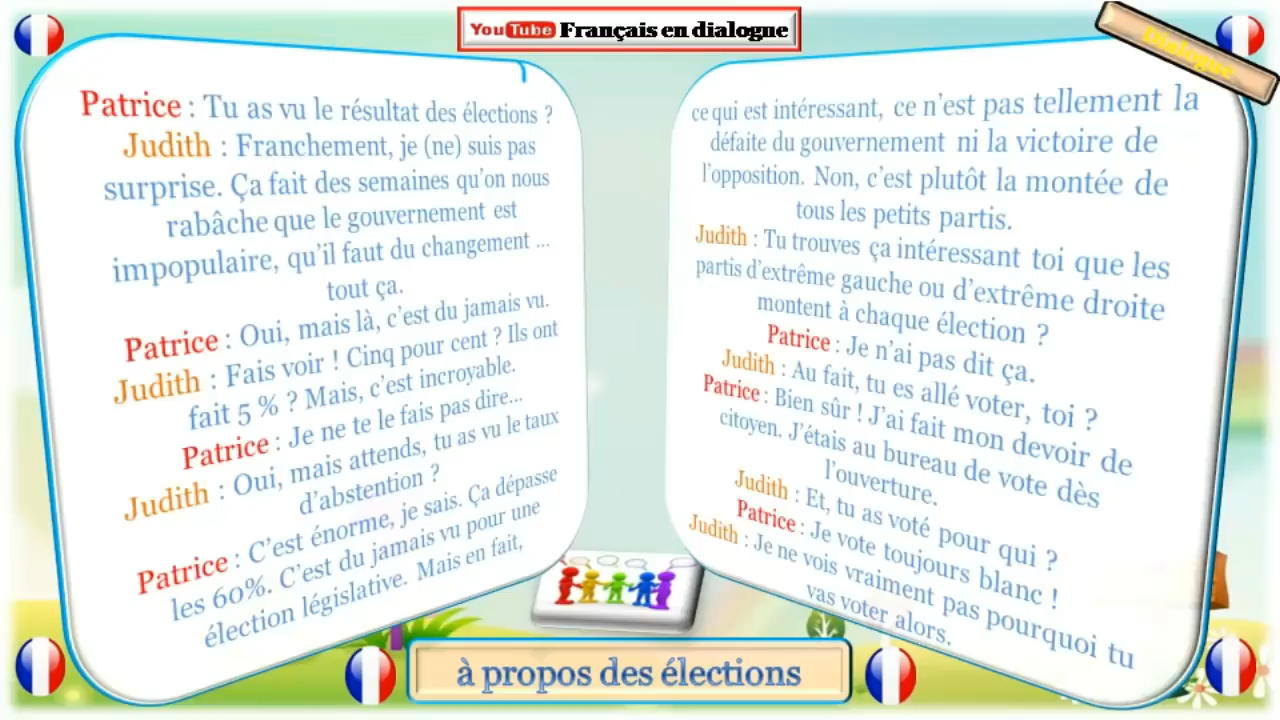 YouTube Français en dialogue
Dialogue
Patrice : Tu as vu le résultat des élections ?
Judith : Franchement, je (ne) suis pas
surprise. Ça fait des semaines qu'on nous
rabâche que le gouvernement est
impopulaire, qu'il faut du changement ...
tout ça.
Patrice : Oui, mais là, c'est du jamais vu.
Judith : Fais voir ! Cinq pour cent ? Ils ont
fait 5 % ? Mais, c'est incroyable.
Patrice : Je ne te le fais pas dire...
Judith : Oui, mais attends, tu as vu le taux
d'abstention ?
Patrice : C'est énorme, je sais. Ça dépasse
les 60%. C'est du jamais vu pour une
élection législative. Mais en fait,
ce qui est intéressant, ce n'est pas tellement la
défaite du gouvernement ni la victoire de
l'opposition. Non, c'est plutôt la montée de
tous les petits partis.
Judith : Tu trouves ça intéressant toi que les
partis d'extrême gauche ou d'extrême droite
montent à chaque élection ?
Patrice : Je n'ai pas dit ça.
Judith : Au fait, tu es allé voter, toi ?
Patrice : Bien sûr ! J'ai fait mon devoir de
citoyen. J'étais au bureau de vote dès
l'ouverture.
Judith : Et, tu as voté pour qui ?
Patrice : Je vote toujours blanc !
Judith : Je ne vois vraiment pas pourquoi tu
vas voter alors.
à propos des élections